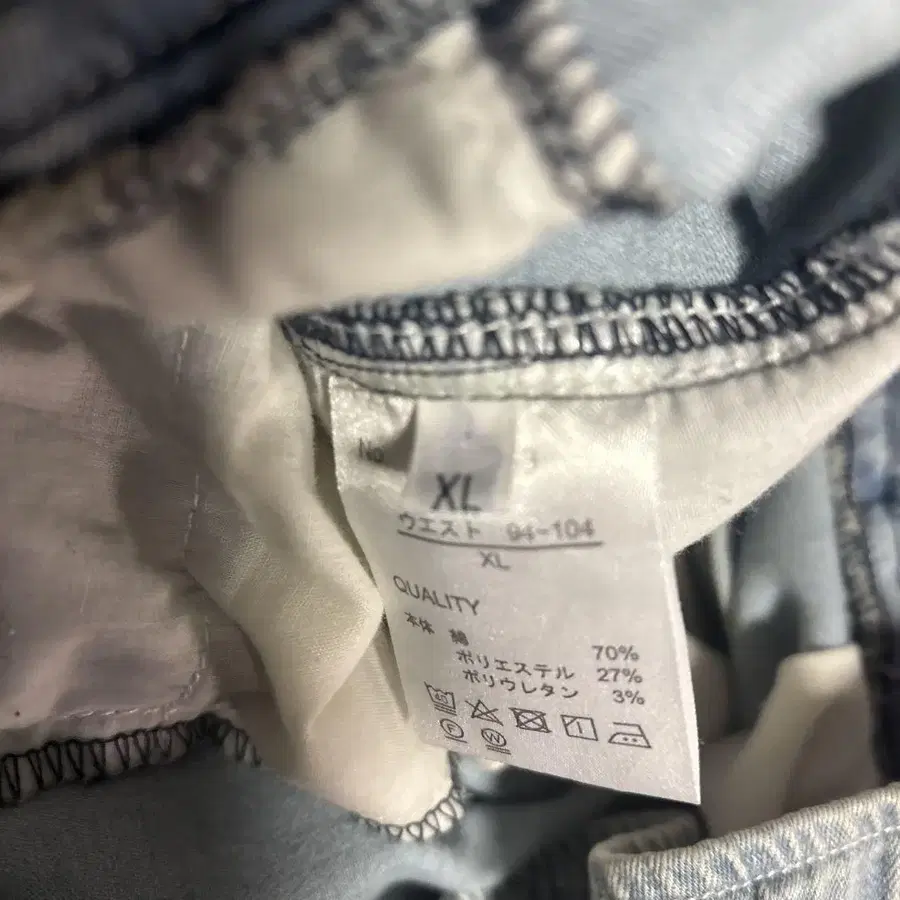 No
XL
ウエスト 94-104
XL
QUALITY
本体 綿 70%
ポリエステル 27%
ポリウレタン 3%
F W